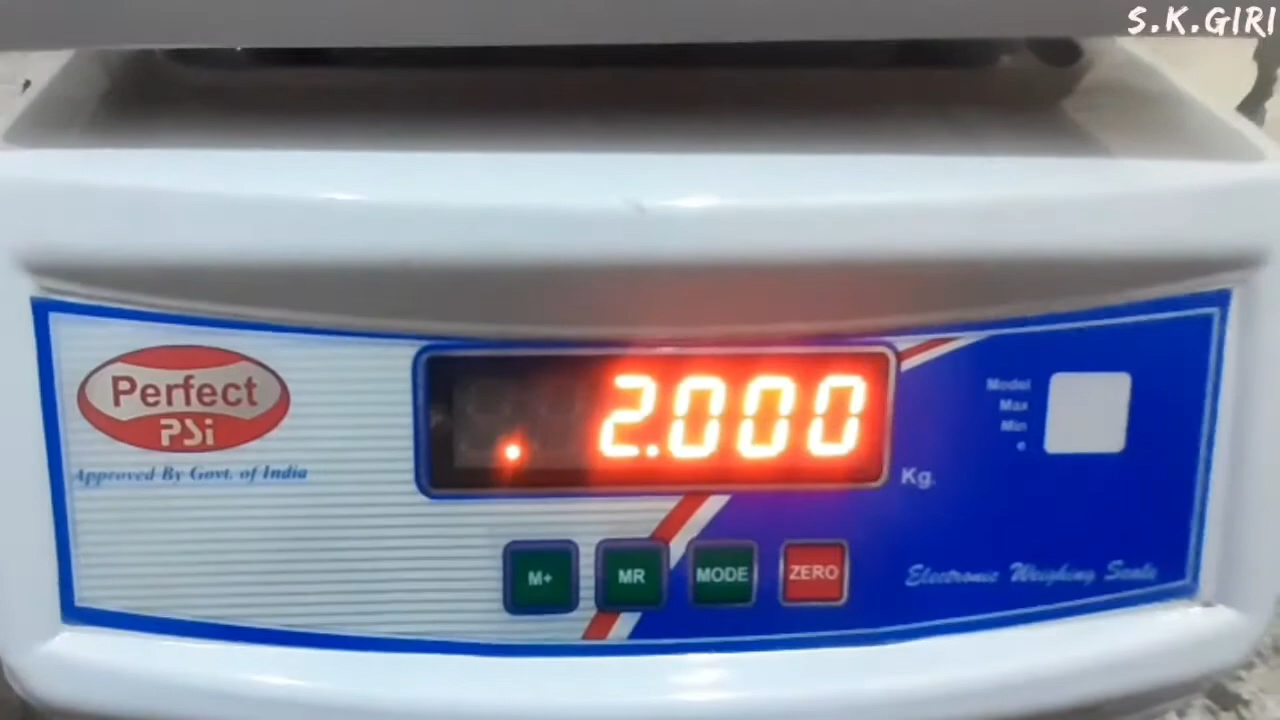 S.K.GIRI
Perfect
PSi
Approved By Govt. of India
2.000
Kg.
Model
Max
Min
e
M+
MR
MODE
ZERO
Electronic Weighing Scale